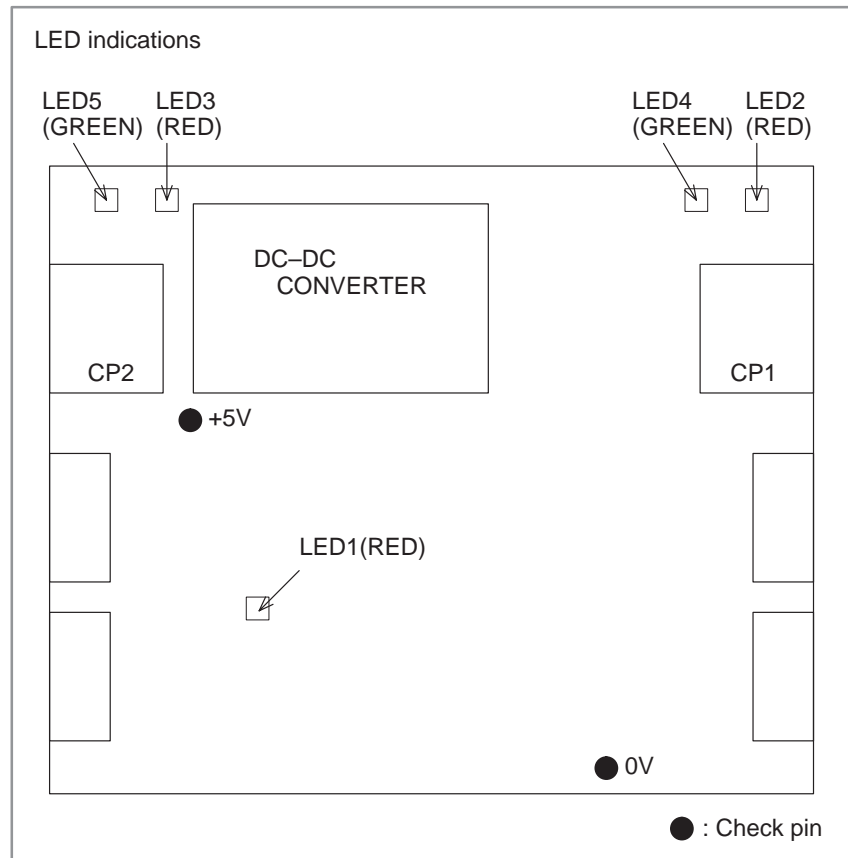 LED indications
LED5
(GREEN)
LED3
(RED)
LED4
(GREEN)
LED2
(RED)
DC–DC
CONVERTER
CP2
CP1
+5V
LED1(RED)
0V
: Check pin